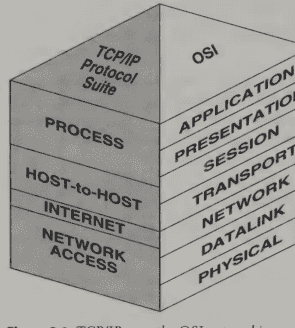 TCP/IP
Protocol
Suite
PROCESS
HOST-to-HOST
INTERNET
NETWORK
ACCESS
OSI
APPLICATION
PRESENTATION
SESSION
TRANSPORT
NETWORK
DATALINK
PHYSICAL